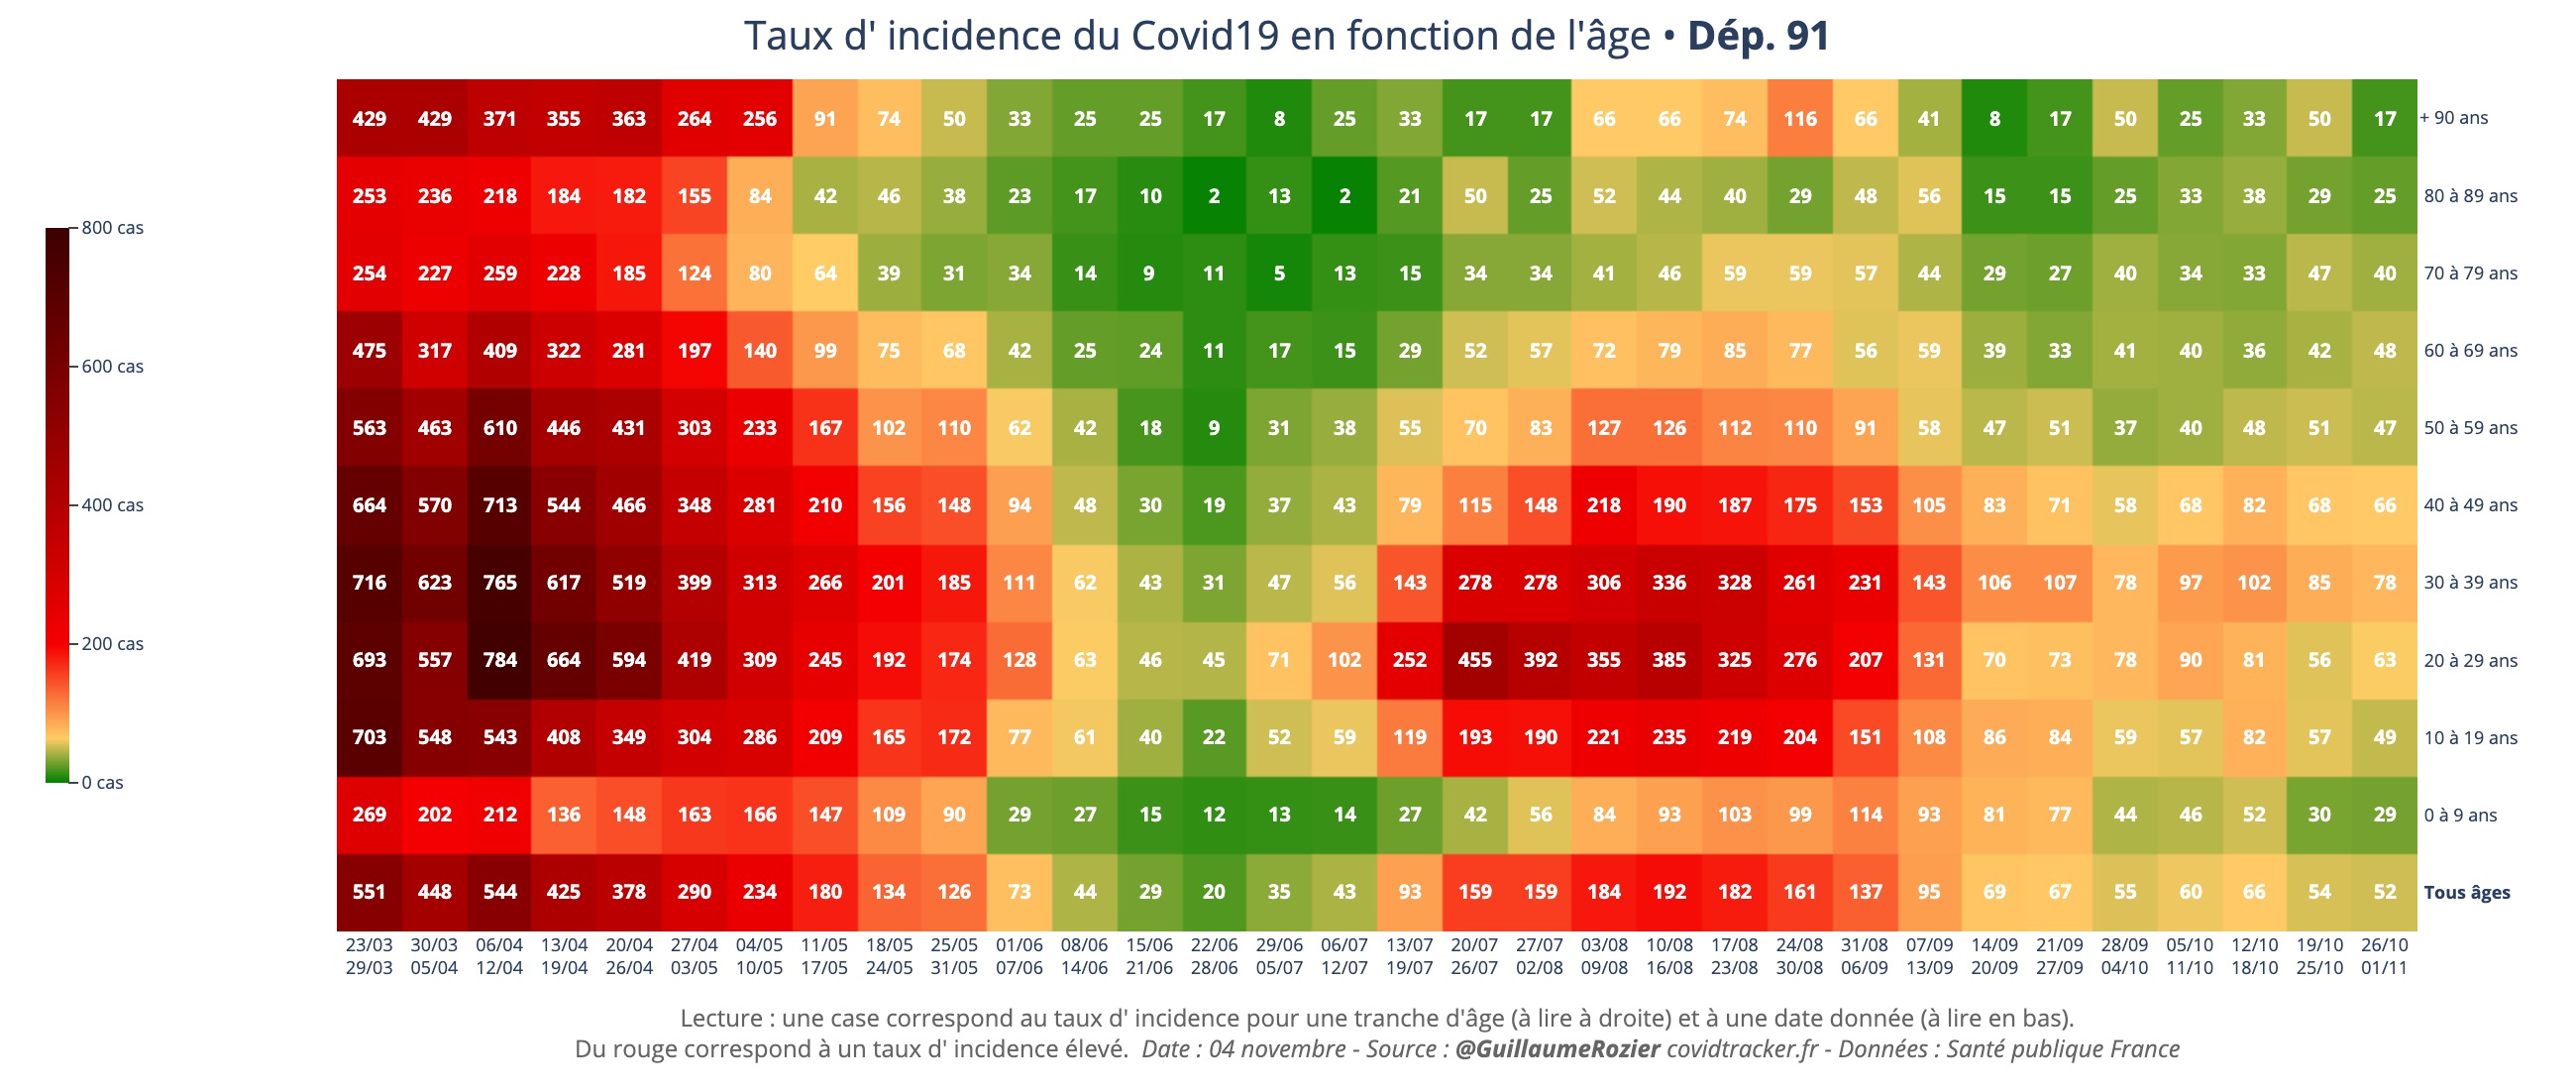 Taux d' incidence du Covid19 en fonction de l'âge • Dép. 91
429 429 371 355 363 264 256 91 74 50 33 25 25 17 8 25 33 17 17 66 66 74 116 66 41 8 17 50 25 33 50 17 + 90 ans
253 236 218 184 182 155 84 42 46 38 23 17 10 2 13 2 21 50 25 52 44 40 29 48 56 15 15 25 33 38 29 25 80 à 89 ans
800 cas
254 227 259 228 185 124 80 64 39 31 34 14 9 11 5 13 15 34 34 41 46 59 59 57 44 29 27 40 34 33 47 40 70 à 79 ans
475 317 409 322 281 197 140 99 75 68 42 25 24 11 17 15 29 52 57 72 79 85 77 56 59 39 33 41 40 36 42 48 60 à 69 ans
600 cas
563 463 610 446 431 303 233 167 102 110 62 42 18 9 31 38 55 70 83 127 126 112 110 91 58 47 51 37 40 48 51 47 50 à 59 ans
400 cas
664 570 713 544 466 348 281 210 156 148 94 48 30 19 37 43 79 115 148 218 190 187 175 153 105 83 71 58 68 82 68 66 40 à 49 ans
716 623 765 617 519 399 313 266 201 185 111 62 43 31 47 56 143 278 278 306 336 328 261 231 143 106 107 78 97 102 85 78 30 à 39 ans
200 cas
693 557 784 664 594 419 309 245 192 174 128 63 46 45 71 102 252 455 392 355 385 325 276 207 131 70 73 78 90 81 56 63 20 à 29 ans
703 548 543 408 349 304 286 209 165 172 77 61 40 22 52 59 119 193 190 221 235 219 204 151 108 86 84 59 57 82 57 49 10 à 19 ans
0 cas
269 202 212 136 148 163 166 147 109 90 29 27 15 12 13 14 27 42 56 84 93 103 99 114 93 81 77 44 46 52 30 29 0 à 9 ans
551 448 544 425 378 290 234 180 134 126 73 44 29 20 35 43 93 159 159 184 192 182 161 137 95 69 67 55 60 66 54 52 Tous âges
23/03 30/03 06/04 13/04 20/04 27/04 04/05 11/05 18/05 25/05 01/06 08/06 15/06 22/06 29/06 06/07 13/07 20/07 27/07 03/08 10/08 17/08 24/08 31/08 07/09 14/09 21/09 28/09 05/10 12/10 19/10 26/10
29/03 05/04 12/04 19/04 26/04 03/05 10/05 17/05 24/05 31/05 07/06 14/06 21/06 28/06 05/07 12/07 19/07 26/07 02/08 09/08 16/08 23/08 30/08 06/09 13/09 20/09 27/09 04/10 11/10 18/10 25/10 01/11
Lecture : une case correspond au taux d' incidence pour une tranche d'âge (à lire à droite) et à une date donnée (à lire en bas).
Du rouge correspond à un taux d' incidence élevé. Date : 04 novembre - Source : @GuillaumeRozier covidtracker.fr - Données : Santé publique France